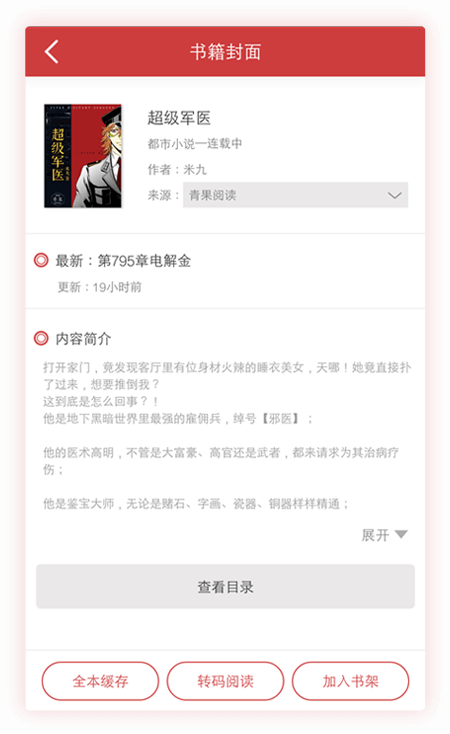 书籍封面
超级军医
超级军医
都市小说—连载中
作者：米九
来源：青果阅读
最新：第795章电解金
更新：19小时前
内容简介
打开家门，竟发现客厅里有位身材火辣的睡衣美女，天哪！她竟直接扑
了过来，想要推倒我？
这到底是怎么回事？！
他是地下黑暗世界里最强的雇佣兵，绰号【邪医】；
他的医术高明，不管是大富豪、高官还是武者，都来请求为其治病疗
伤；
他是鉴宝大师，无论是赌石、字画、瓷器、铜器样样精通；
展开
查看目录
全本缓存
转码阅读
加入书架